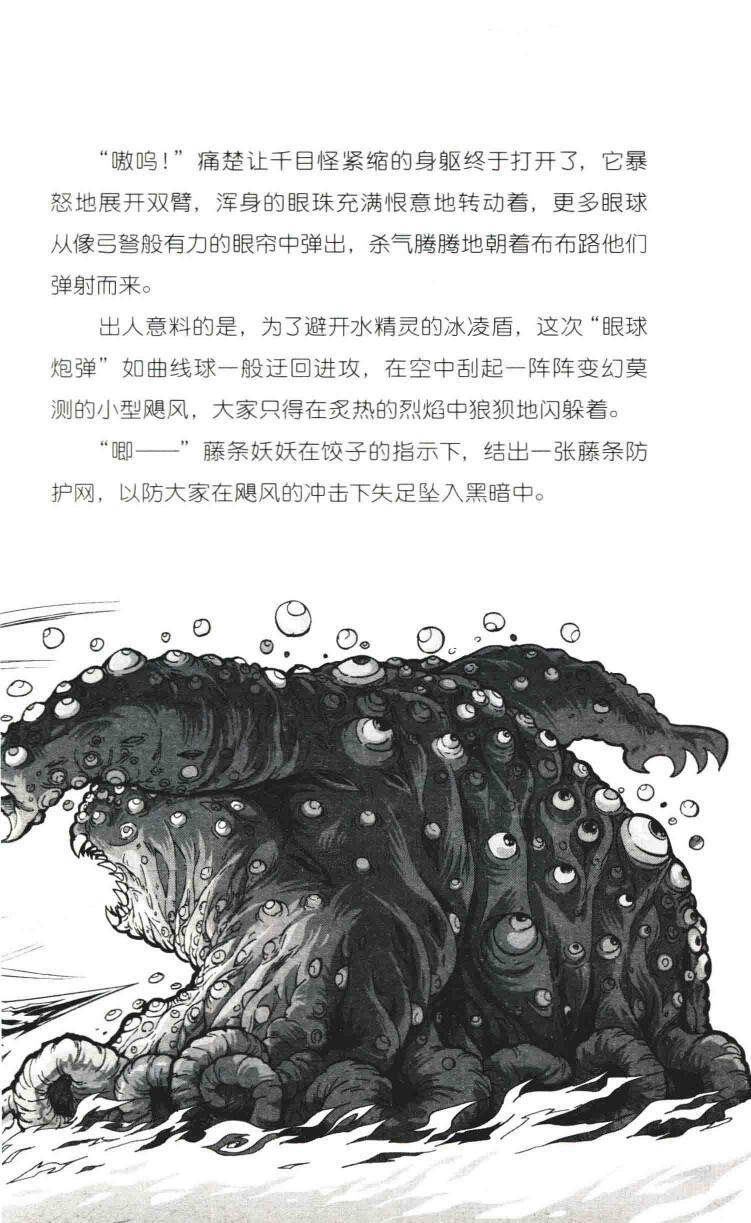 “嗷呜！”痛楚让千目怪紧缩的身躯终于打开了，它暴
怒地展开双臂，浑身的眼珠充满恨意地转动着，更多眼球
从像弓弩般有力的眼帘中弹出，杀气腾腾地朝着布布路他们
弹射而来。
出人意料的是，为了避开水精灵的冰凌盾，这次“眼球
炮弹”如曲线球一般迂回进攻，在空中刮起一阵阵变幻莫
测的小型飓风，大家只得在炙热的烈焰中狼狈地闪躲着。
“唧——”藤条妖妖在饺子的指示下，结出一张藤条防
护网，以防大家在飓风的冲击下失足坠入黑暗中。